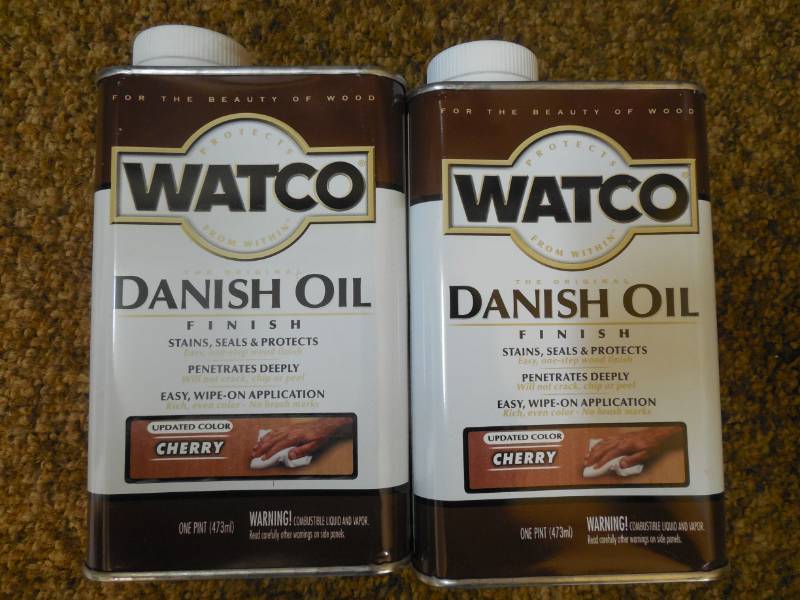 FOR THE BEAUTY OF WOOD
PROTECTS
WATCO®
FROM WITHIN™
THE ORIGINAL
DANISH OIL
FINISH
STAINS, SEALS & PROTECTS
Easy, one-step wood finish
PENETRATES DEEPLY
Will not crack, chip or peel
EASY, WIPE-ON APPLICATION
Rich, even color - No brush marks
UPDATED COLOR
CHERRY
ONE PINT (473ml)
WARNING! COMBUSTIBLE LIQUID AND VAPOR.
Read carefully other warnings on side panels.
FOR THE BEAUTY OF WOOD
PROTECTS
WATCO®
FROM WITHIN™
THE ORIGINAL
DANISH OIL
FINISH
STAINS, SEALS & PROTECTS
Easy, one-step wood finish
PENETRATES DEEPLY
Will not crack, chip or peel
EASY, WIPE-ON APPLICATION
Rich, even color - No brush marks
UPDATED COLOR
CHERRY
ONE PINT (473ml)
WARNING! COMBUSTIBLE LIQUID AND VAPOR.
Read carefully other warnings on side panels.